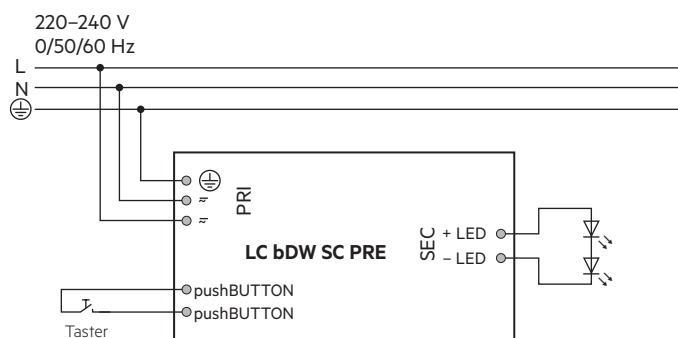 220–240 V
0/50/60 Hz
L
N
PRI
LC bDW SC PRE
SEC
+ LED
– LED
pushBUTTON
pushBUTTON
Taster